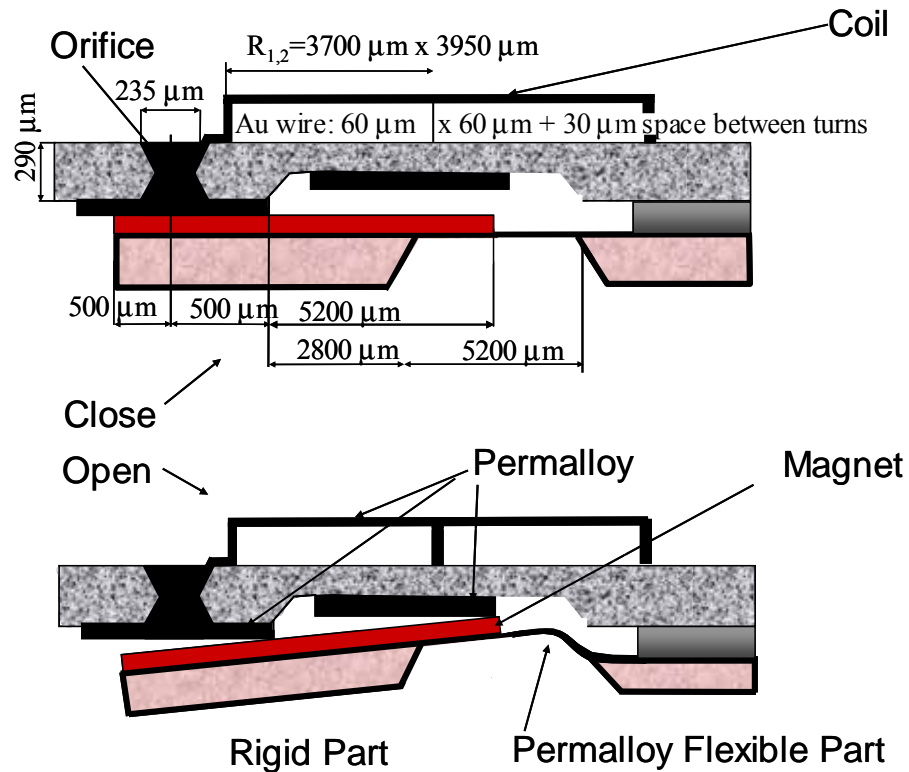 Orifice
Coil
R1,2=3700 µm x 3950 µm
235 µm
290 µm
Au wire: 60 µm x 60 µm + 30 µm space between turns
500 µm
500 µm
5200 µm
2800 µm
5200µm
Close
Open
Permalloy
Magnet
Rigid Part
Permalloy Flexible Part